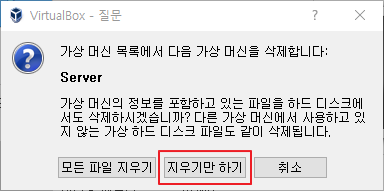 VirtualBox - 질문
가상 머신 목록에서 다음 가상 머신을 삭제합니다:
Server
가상 머신의 정보를 포함하고 있는 파일을 하드 디스크에
서도 삭제하시겠습니까? 다른 가상 머신에서 사용하고 있
지 않는 가상 하드 디스크 파일도 같이 삭제됩니다.
모든 파일 지우기 지우기만 하기 취소